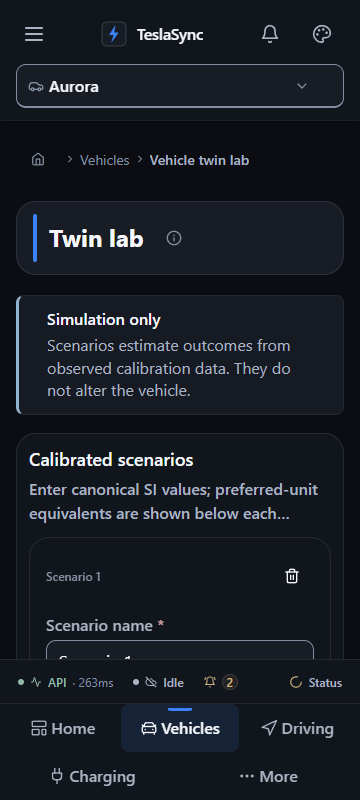 TeslaSync
Aurora
Vehicles
Vehicle twin lab
Twin lab
Simulation only
Scenarios estimate outcomes from
observed calibration data. They do
not alter the vehicle.
Calibrated scenarios
Enter canonical SI values; preferred-unit
equivalents are shown below each...
Scenario 1
Scenario name *
API · 263ms
Idle
2
Status
Home
Vehicles
Driving
Charging
More